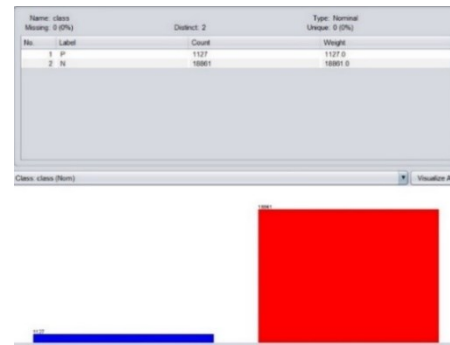 Name: class Type: Nominal
Missing: 0 (0%) Distinct: 2 Unique: 0 (0%)
No. Label Count Weight
1 P 1127 1127.0
2 N 18861 18861.0
Class: class (Nom) Visualize A
18861
1127